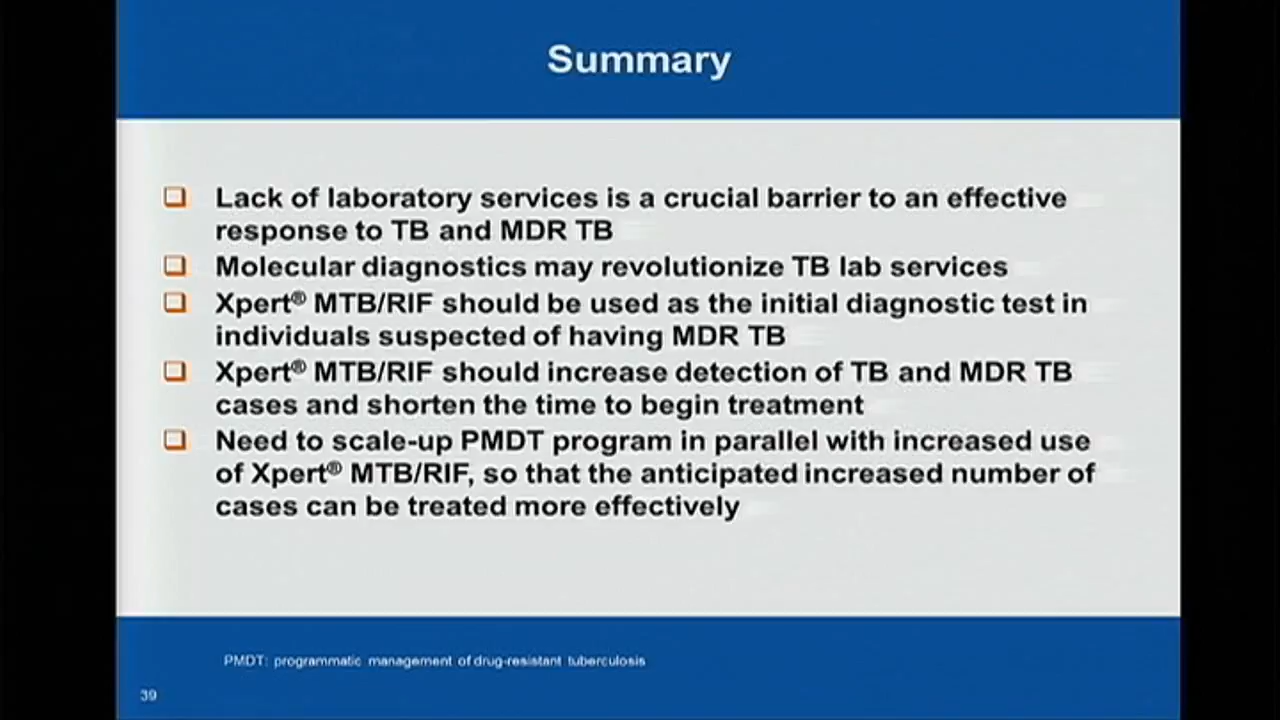 Summary
Lack of laboratory services is a crucial barrier to an effective
response to TB and MDR TB
Molecular diagnostics may revolutionize TB lab services
Xpert® MTB/RIF should be used as the initial diagnostic test in
individuals suspected of having MDR TB
Xpert® MTB/RIF should increase detection of TB and MDR TB
cases and shorten the time to begin treatment
Need to scale-up PMDT program in parallel with increased use
of Xpert® MTB/RIF, so that the anticipated increased number of
cases can be treated more effectively
PMDT: programmatic management of drug-resistant tuberculosis
39